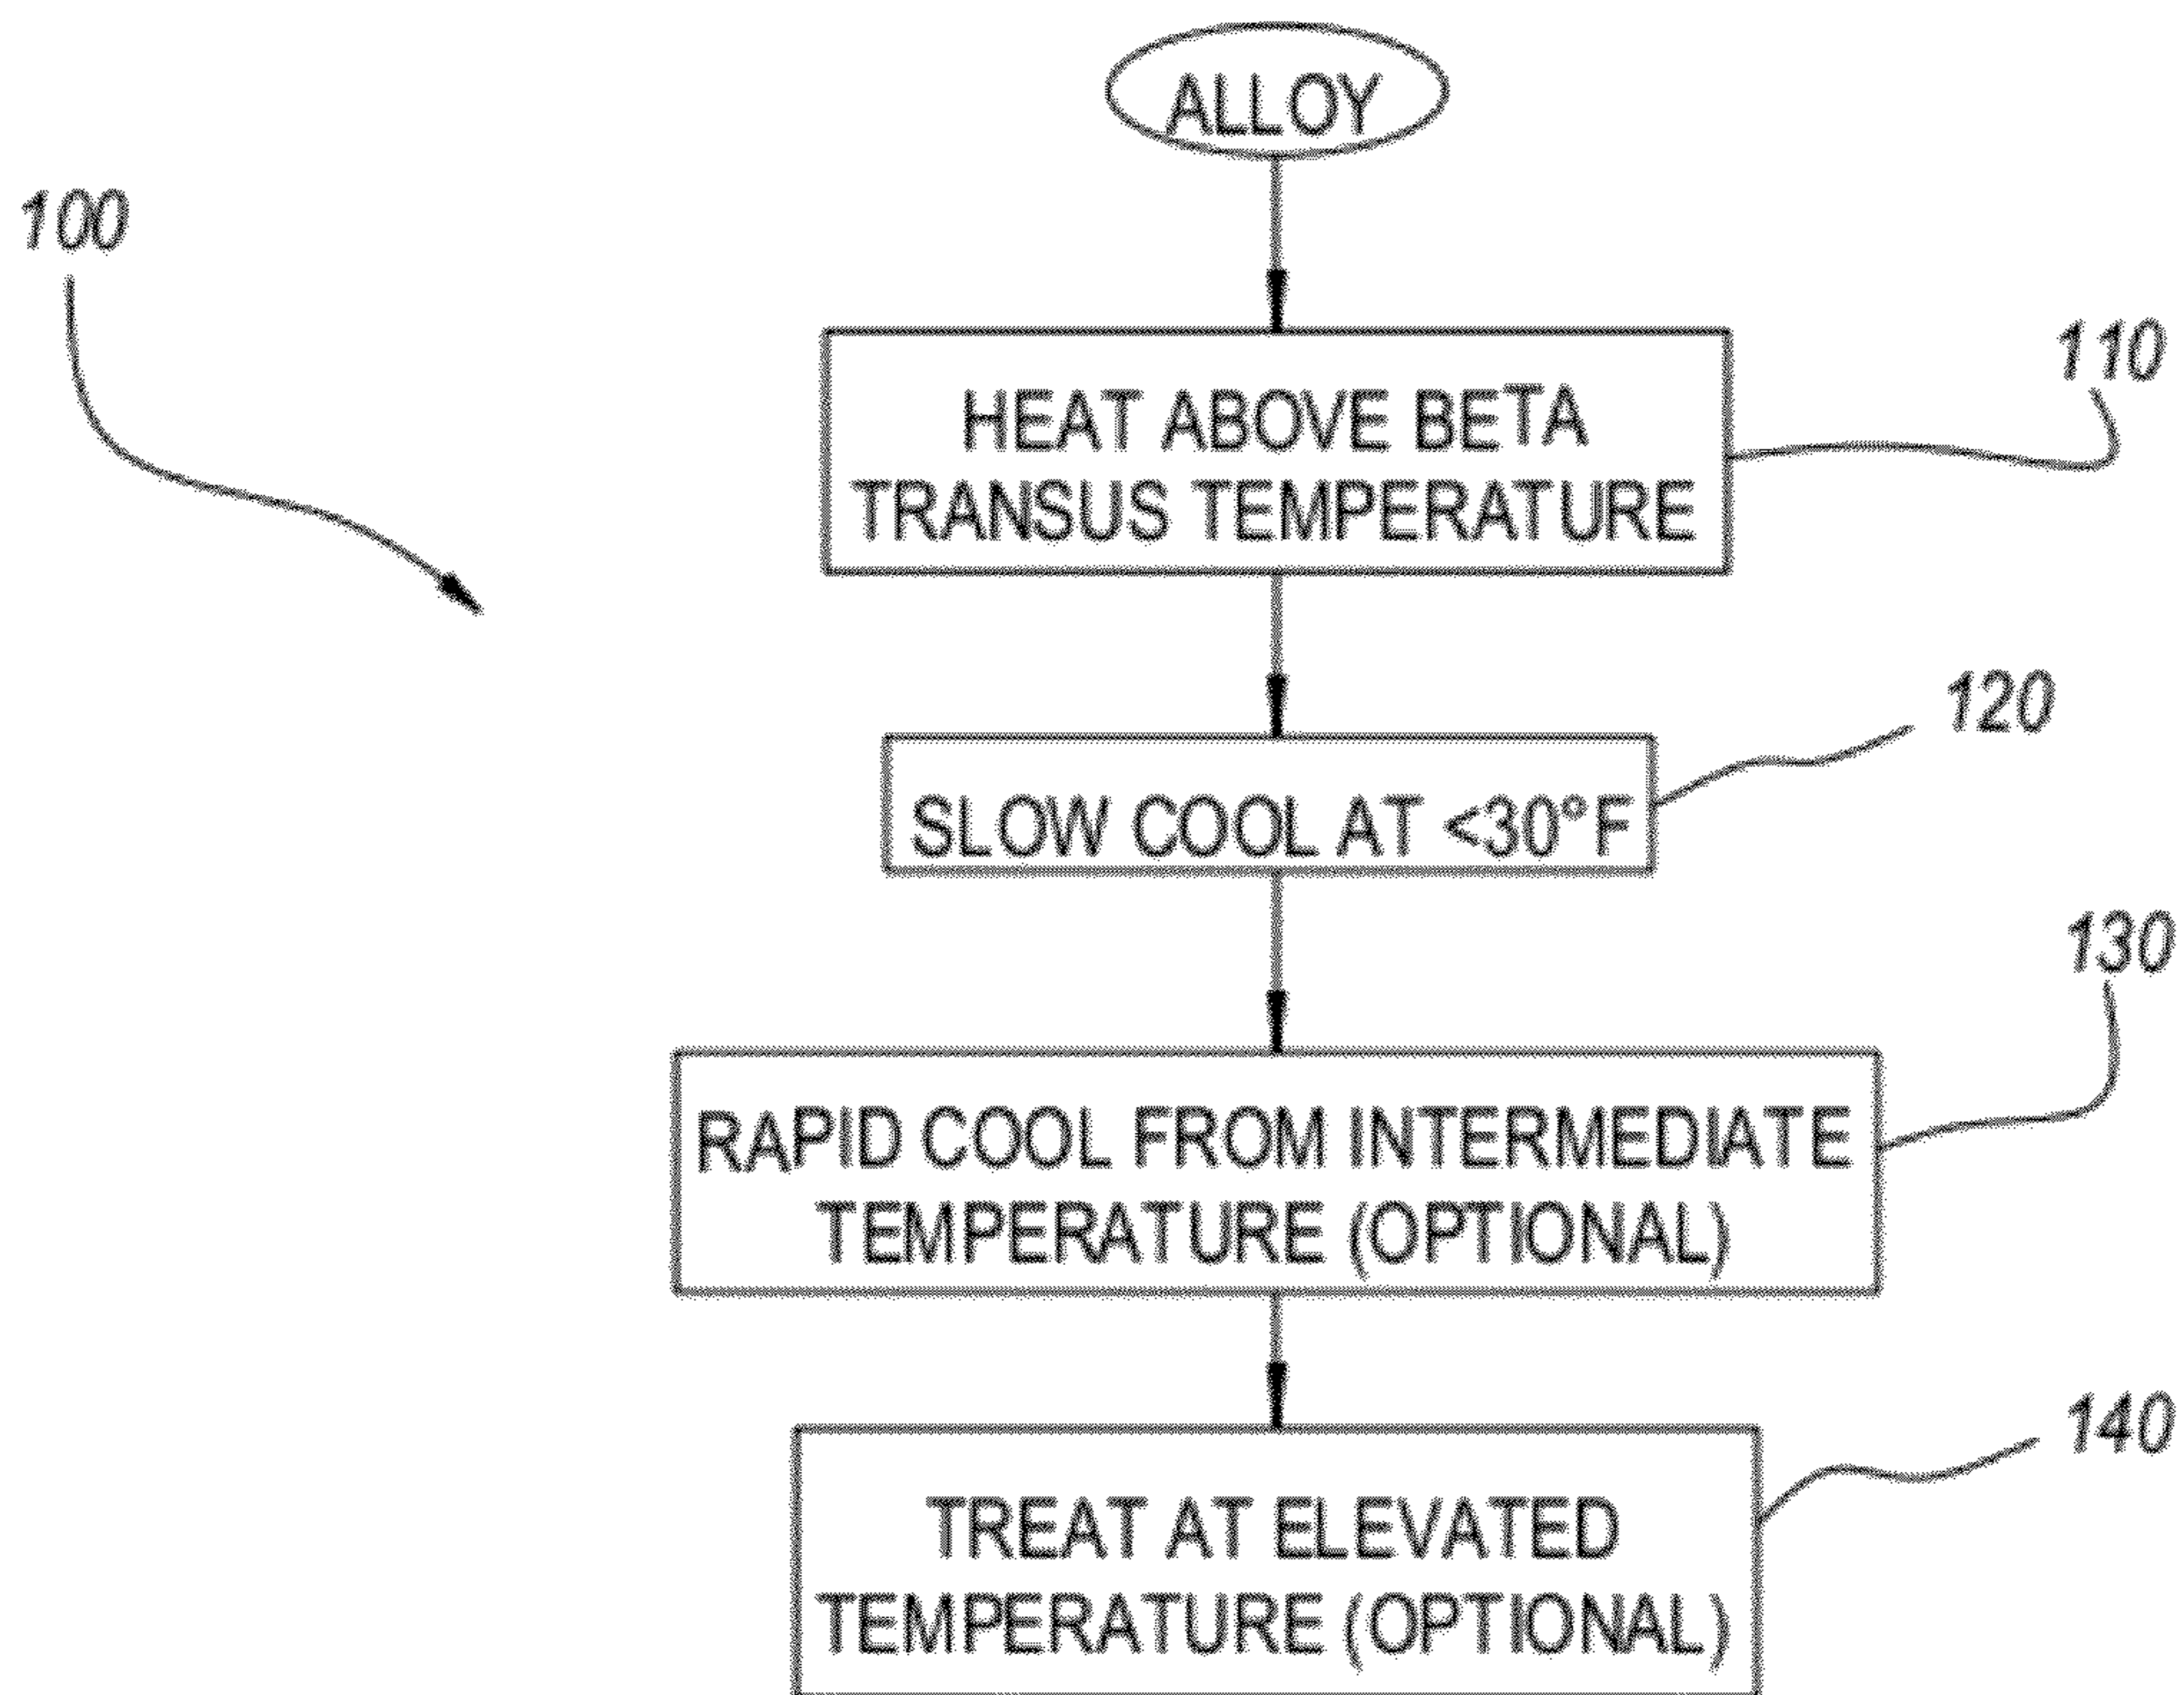 ALLOY
100
HEAT ABOVE BETA
TRANSUS TEMPERATURE
110
SLOW COOL AT <30°F
120
RAPID COOL FROM INTERMEDIATE
TEMPERATURE (OPTIONAL)
130
TREAT AT ELEVATED
TEMPERATURE (OPTIONAL)
140